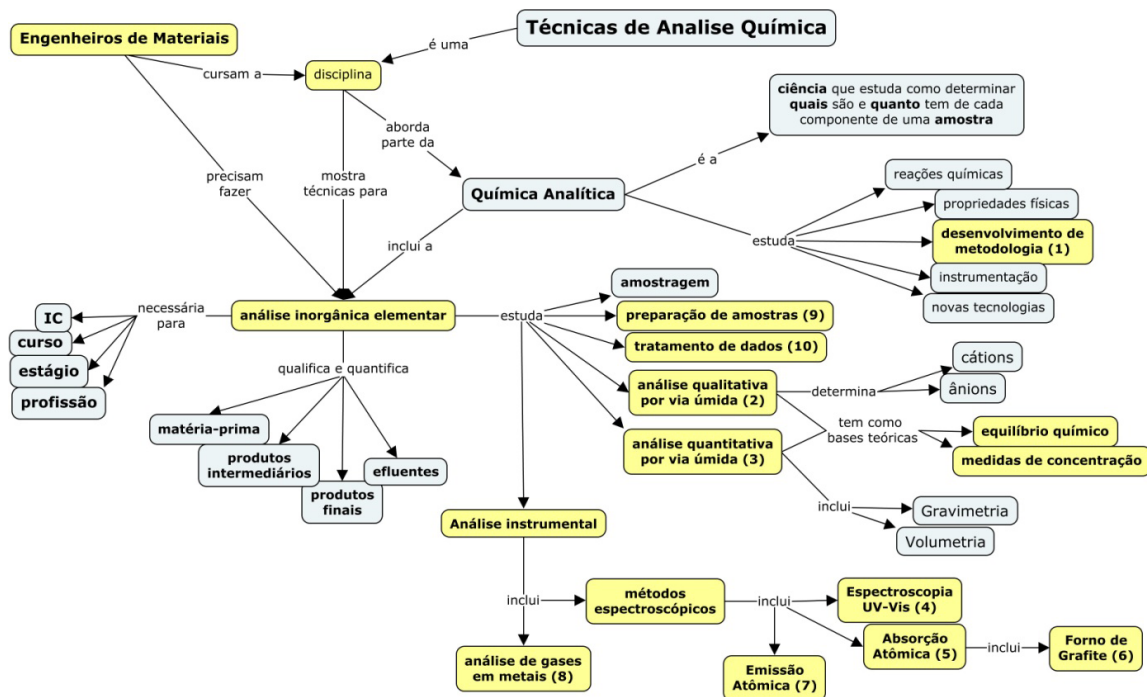 Técnicas de Analise Química
Engenheiros de Materiais
é uma
cursam a
disciplina
ciência que estuda como determinar
quais são e quanto tem de cada
componente de uma amostra
aborda
parte da
é a
precisam
fazer
mostra
técnicas para
Química Analítica
reações químicas
propriedades físicas
estuda
desenvolvimento de
metodologia (1)
inclui a
instrumentação
novas tecnologias
necessária
para
IC
curso
estágio
profissão
análise inorgânica elementar
estuda
amostragem
preparação de amostras (9)
tratamento de dados (10)
qualifica e quantifica
matéria-prima
produtos
intermediários
produtos
finais
efluentes
análise qualitativa
por via úmida (2)
determina
cátions
ânions
análise quantitativa
por via úmida (3)
tem como
bases teóricas
equilíbrio químico
medidas de concentração
inclui
Gravimetria
Volumetria
Análise instrumental
inclui
métodos
espectroscópicos
inclui
Espectroscopia
UV-Vis (4)
Absorção
Atômica (5)
inclui
Forno de
Grafite (6)
análise de gases
em metais (8)
Emissão
Atômica (7)